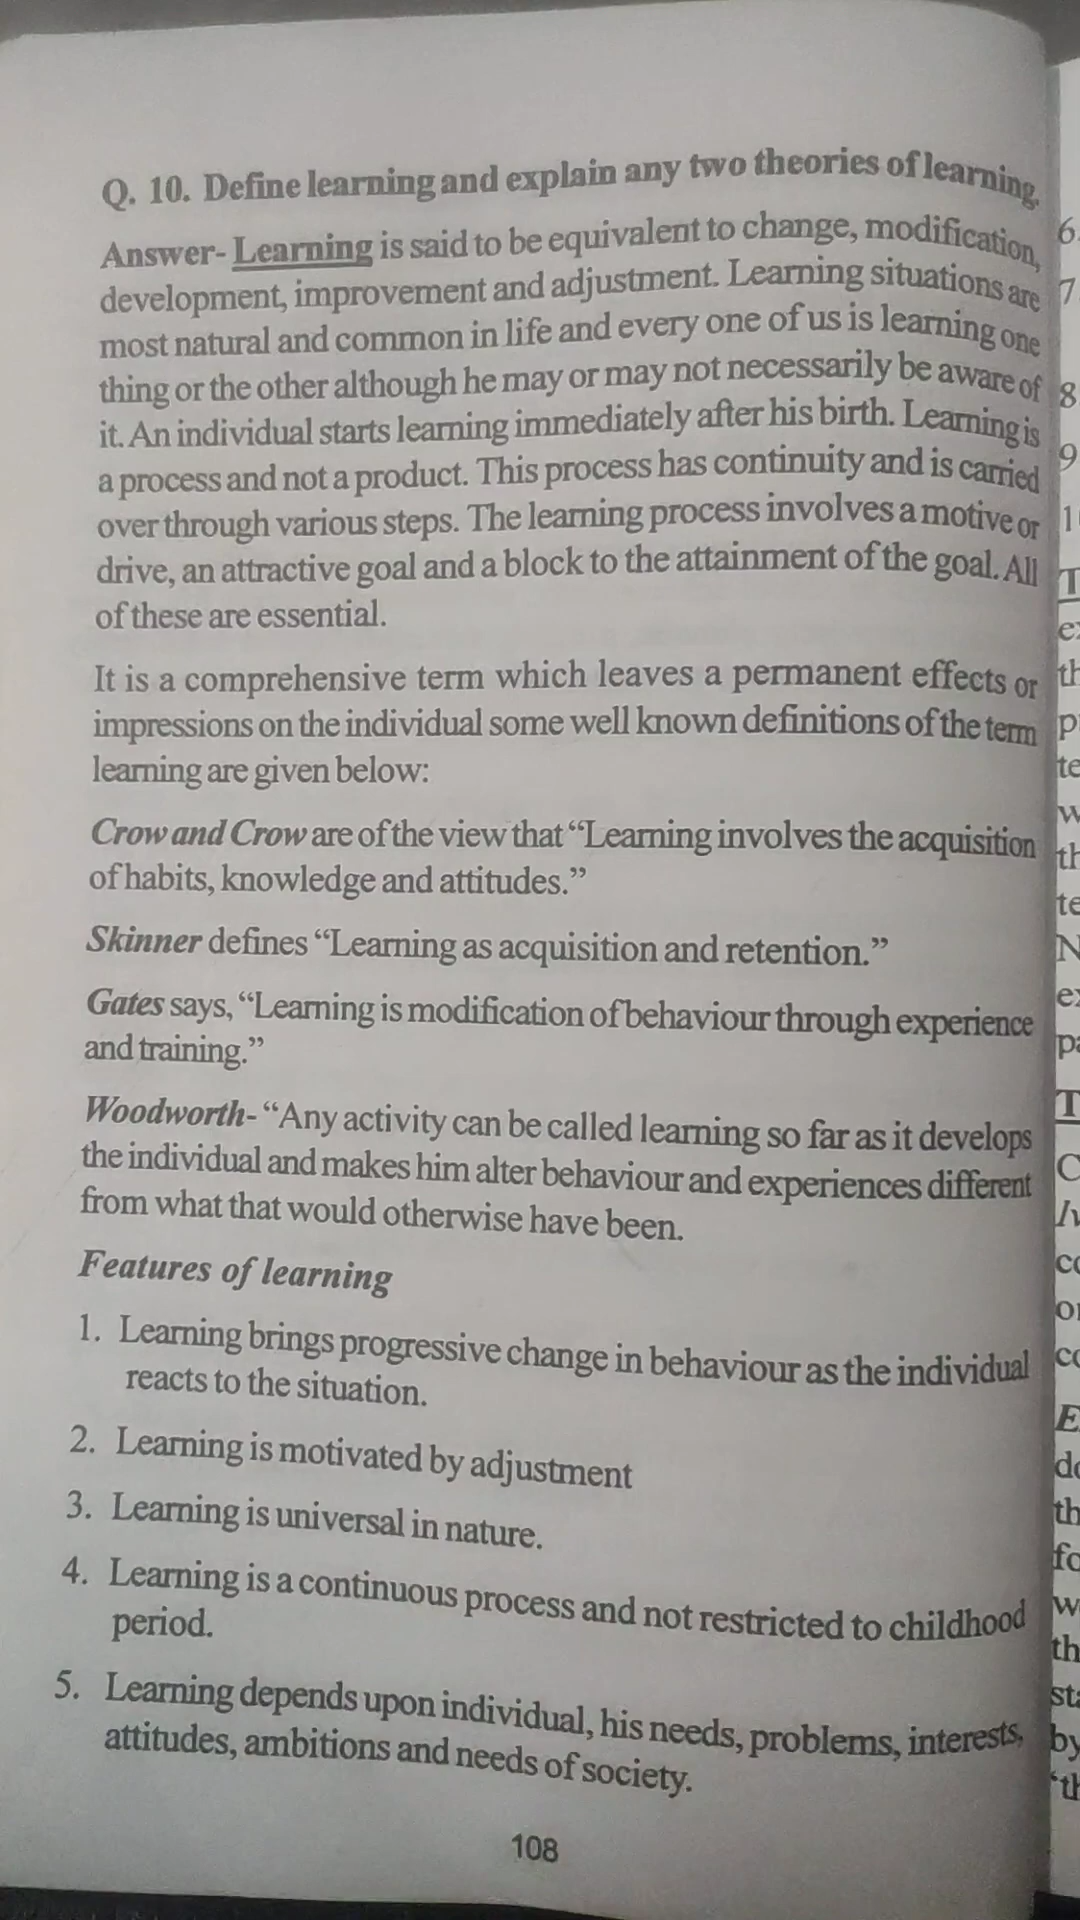 Q. 10. Define learning and explain any two theories of learning.
Answer- Learning is said to be equivalent to change, modification,
development, improvement and adjustment. Learning situations are
most natural and common in life and every one of us is learning one
thing or the other although he may or may not necessarily be aware of
it. An individual starts learning immediately after his birth. Learning is
a process and not a product. This process has continuity and is carried
over through various steps. The learning process involves a motive or
drive, an attractive goal and a block to the attainment of the goal. All
of these are essential.
It is a comprehensive term which leaves a permanent effects or
impressions on the individual some well known definitions of the term
learning are given below:
Crow and Crow are of the view that “Learning involves the acquisition
of habits, knowledge and attitudes.”
Skinner defines “Learning as acquisition and retention.”
Gates says, “Learning is modification of behaviour through experience
and training.”
Woodworth- “Any activity can be called learning so far as it develops
the individual and makes him alter behaviour and experiences different
from what that would otherwise have been.
Features of learning
1. Learning brings progressive change in behaviour as the individual
reacts to the situation.
2. Learning is motivated by adjustment
3. Learning is universal in nature.
4. Learning is a continuous process and not restricted to childhood
period.
5. Learning depends upon individual, his needs, problems, interests,
attitudes, ambitions and needs of society.
108